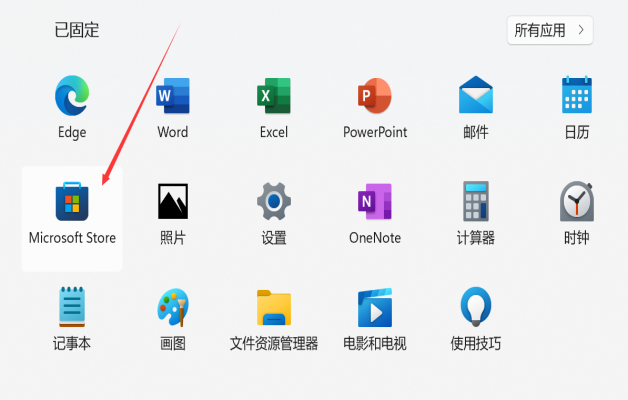 已固定
所有应用
Edge
Word
Excel
PowerPoint
邮件
日历
Microsoft Store
照片
设置
OneNote
计算器
时钟
记事本
画图
文件资源管理器
电影和电视
使用技巧